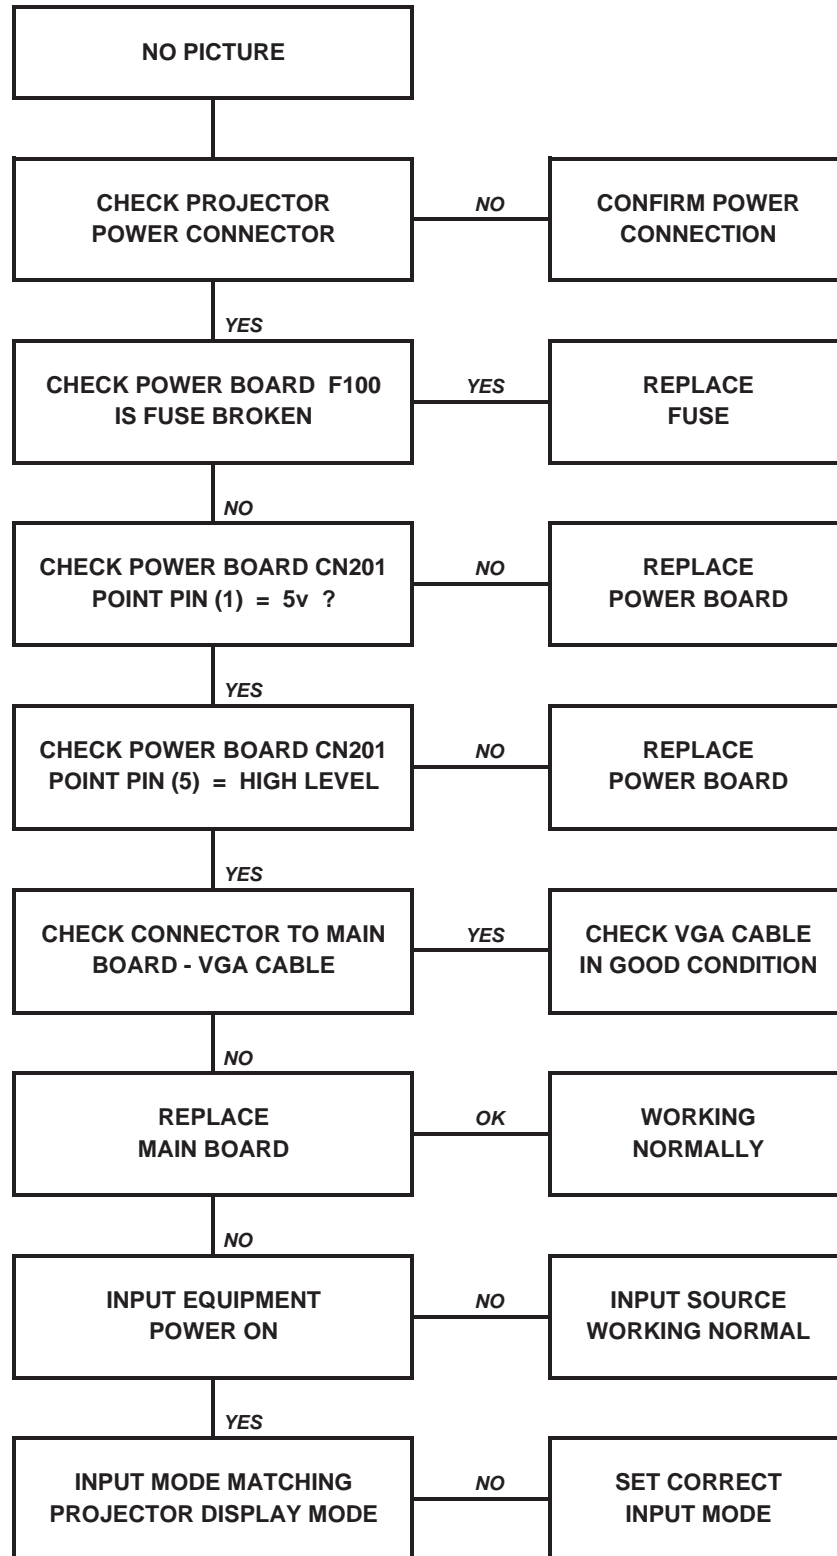 NO PICTURE
CHECK PROJECTOR
POWER CONNECTOR
NO
CONFIRM POWER
CONNECTION
YES
CHECK POWER BOARD F100
IS FUSE BROKEN
YES
REPLACE
FUSE
NO
CHECK POWER BOARD CN201
POINT PIN (1) = 5v ?
NO
REPLACE
POWER BOARD
YES
CHECK POWER BOARD CN201
POINT PIN (5) = HIGH LEVEL
NO
REPLACE
POWER BOARD
YES
CHECK CONNECTOR TO MAIN
BOARD - VGA CABLE
YES
CHECK VGA CABLE
IN GOOD CONDITION
NO
REPLACE
MAIN BOARD
OK
WORKING
NORMALLY
NO
INPUT EQUIPMENT
POWER ON
NO
INPUT SOURCE
WORKING NORMAL
YES
INPUT MODE MATCHING
PROJECTOR DISPLAY MODE
NO
SET CORRECT
INPUT MODE